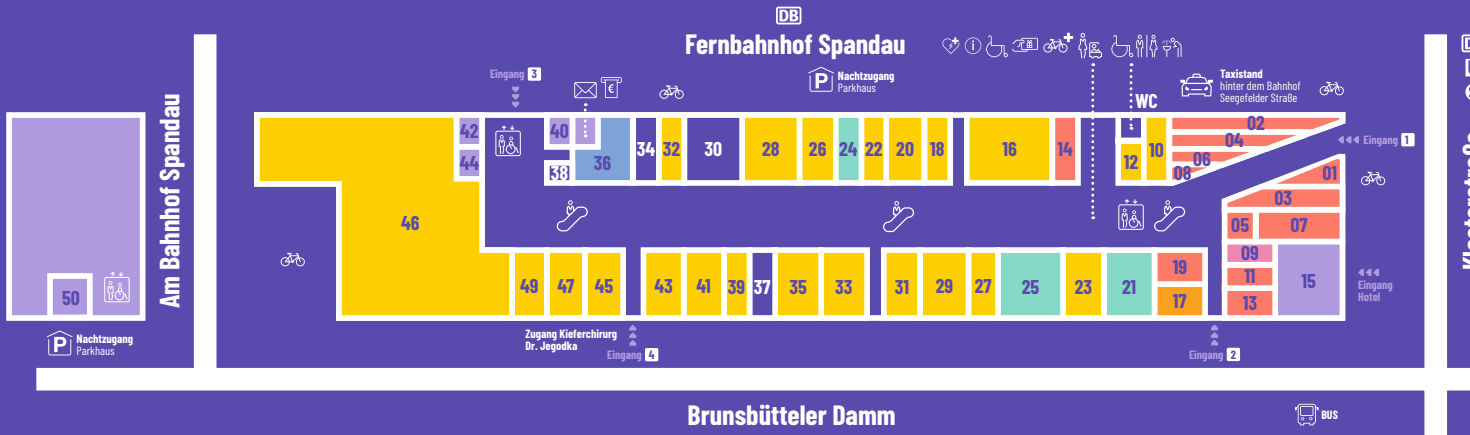 DB
Fernbahnhof Spandau
Eingang 3
€
P Nachtzugang
Parkhaus
WC
Taxistand
hinter dem Bahnhof
Seegefelder Straße
Eingang 1
Am Bahnhof Spandau
42
44
40
38
36
34
32
30
28
26
24
22
20
18
16
14
12
10
02
04
06
08
01
03
05
07
09
11
13
15
46
49
47
45
43
41
39
37
35
33
31
29
27
25
23
21
19
17
50
Eingang
Hotel
P Nachtzugang
Parkhaus
Zugang Kieferchirurg
Dr. Jegodka
Eingang 4
Eingang 2
Brunsbütteler Damm
BUS